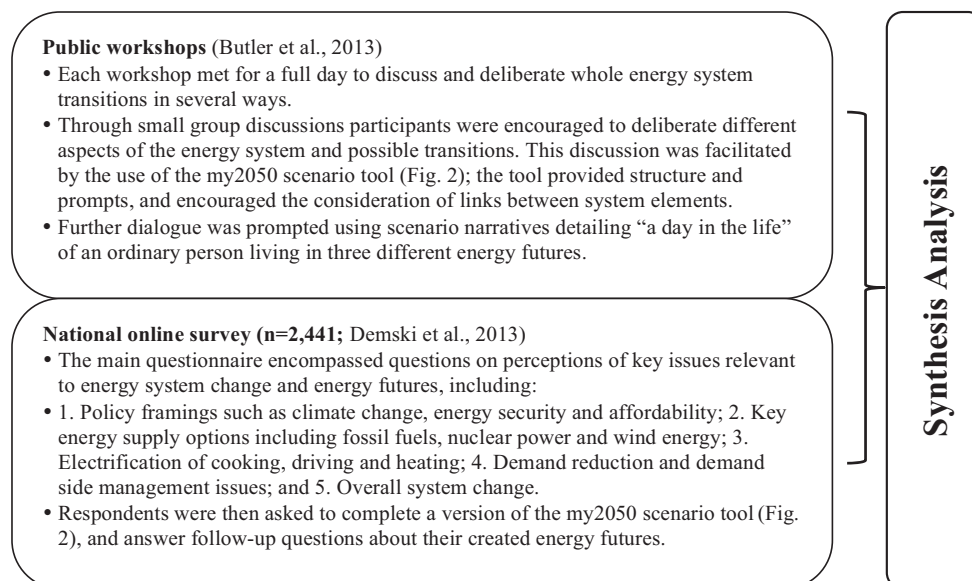 Public workshops (Butler et al., 2013)
• Each workshop met for a full day to discuss and deliberate whole energy system
transitions in several ways.
• Through small group discussions participants were encouraged to deliberate different
aspects of the energy system and possible transitions. This discussion was facilitated
by the use of the my2050 scenario tool (Fig. 2); the tool provided structure and
prompts, and encouraged the consideration of links between system elements.
• Further dialogue was prompted using scenario narratives detailing “a day in the life”
of an ordinary person living in three different energy futures.
National online survey (n=2,441; Demski et al., 2013)
• The main questionnaire encompassed questions on perceptions of key issues relevant
to energy system change and energy futures, including:
• 1. Policy framings such as climate change, energy security and affordability; 2. Key
energy supply options including fossil fuels, nuclear power and wind energy; 3.
Electrification of cooking, driving and heating; 4. Demand reduction and demand
side management issues; and 5. Overall system change.
• Respondents were then asked to complete a version of the my2050 scenario tool (Fig.
2), and answer follow-up questions about their created energy futures.
Synthesis Analysis